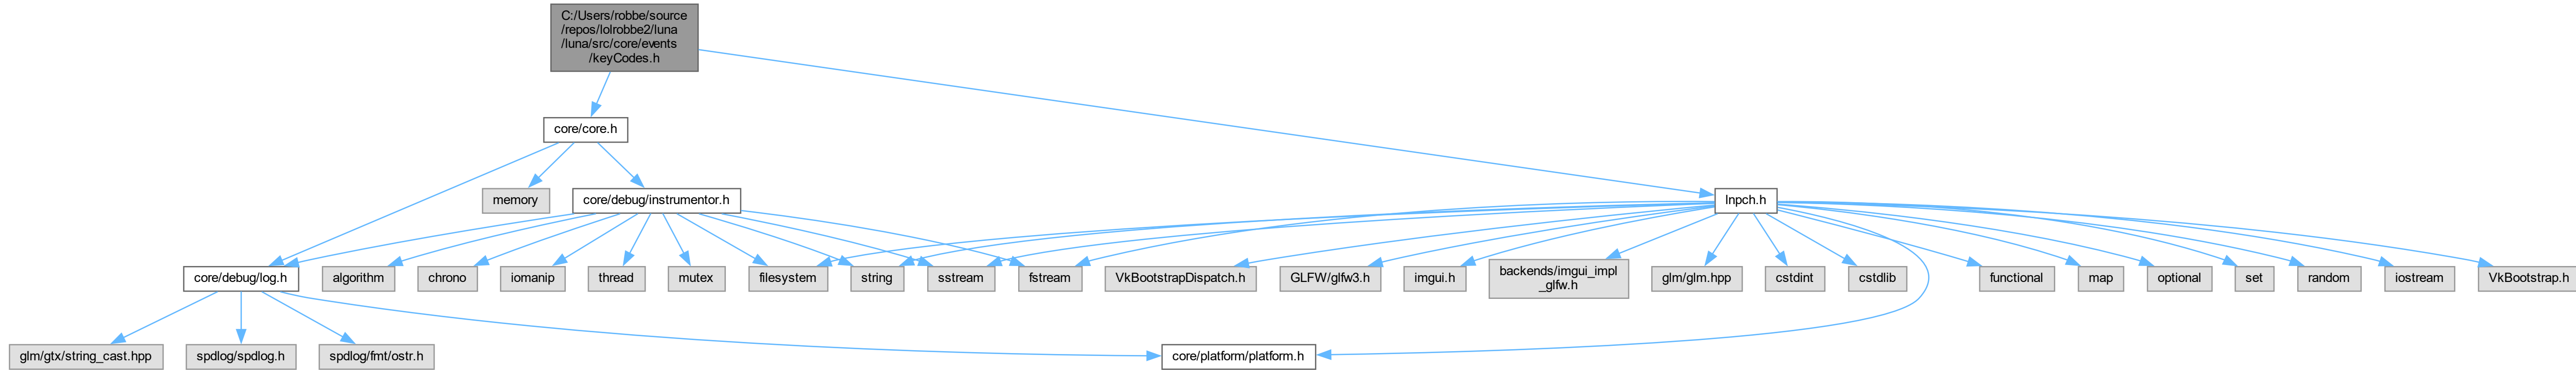 C:/Users/robbe/source
/repos/lolrobbe2/luna
/luna/src/core/events
/keyCodes.h
core/core.h
memory
core/debug/instrumentor.h
lnpch.h
core/debug/log.h
algorithm
chrono
iomanip
thread
mutex
filesystem
string
sstream
fstream
VkBootstrapDispatch.h
GLFW/glfw3.h
imgui.h
backends/imgui_impl
_glfw.h
glm/glm.hpp
cstdint
cstdlib
functional
map
optional
set
random
iostream
VkBootstrap.h
glm/gtx/string_cast.hpp
spdlog/spdlog.h
spdlog/fmt/ostr.h
core/platform/platform.h